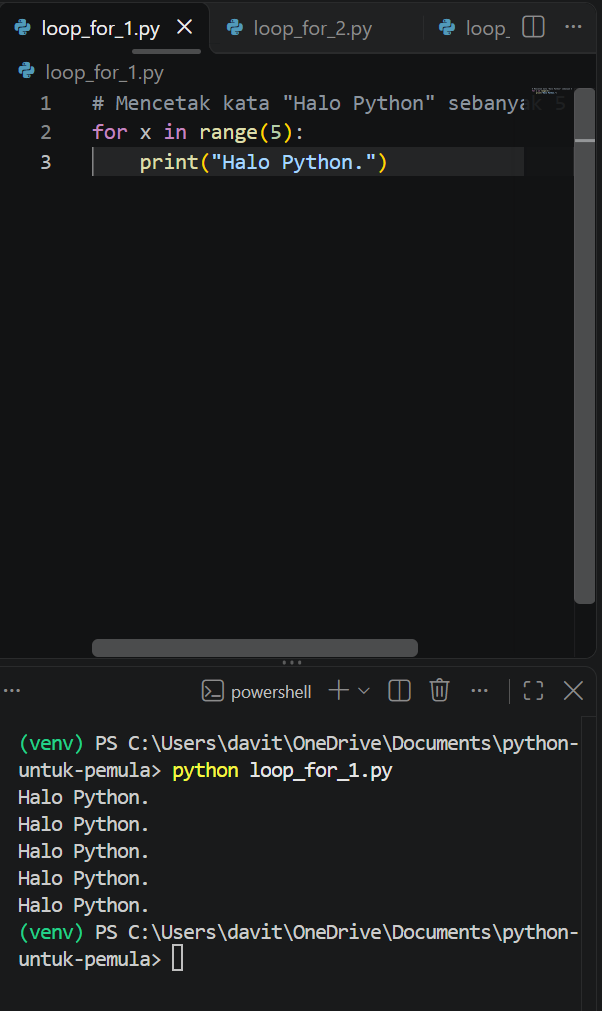 loop_for_1.py loop_for_2.py loop_
loop_for_1.py
1 # Mencetak kata "Halo Python" sebanyak 5
2 for x in range(5):
3 print("Halo Python.")
powershell
(venv) PS C:\Users\davit\OneDrive\Documents\python-
untuk-pemula> python loop_for_1.py
Halo Python.
Halo Python.
Halo Python.
Halo Python.
Halo Python.
(venv) PS C:\Users\davit\OneDrive\Documents\python-
untuk-pemula>